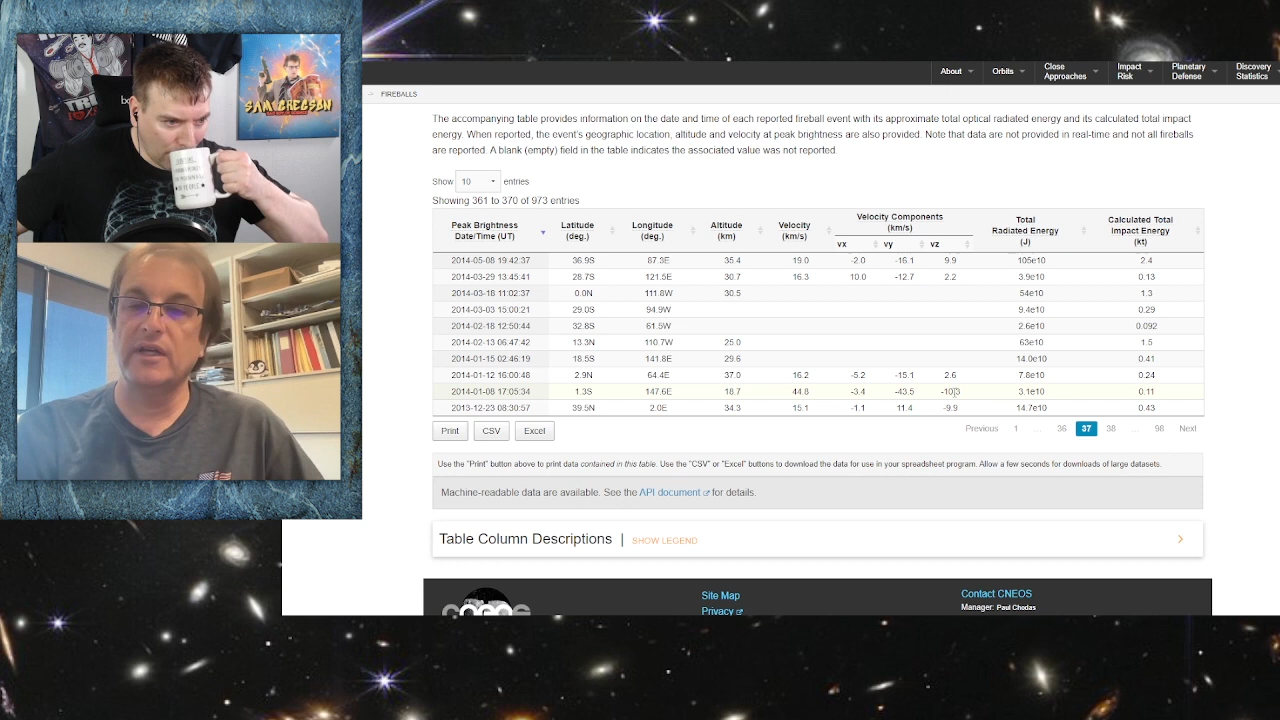 SAM GREGSON
About
Orbits
Close Approaches
Impact Risk
Planetary Defense
Discovery Statistics
FIREBALLS
The accompanying table provides information on the date and time of each reported fireball event with its approximate total optical radiated energy and its calculated total impact
energy. When reported, the event's geographic location, altitude and velocity at peak brightness are also provided. Note that data are not provided in real-time and not all fireballs
are reported. A blank (empty) field in the table indicates the associated value was not reported.
Show 10 entries
Showing 361 to 370 of 973 entries
Peak Brightness Date/Time (UT) Latitude (deg.) Longitude (deg.) Altitude (km) Velocity (km/s) Velocity Components (km/s) Total Radiated Energy (J) Calculated Total Impact Energy (kt)
vx vy vz
2014-05-08 19:42:37 36.9S 87.3E 35.4 19.0 -2.0 -16.1 9.9 105e10 2.4
2014-03-29 13:45:41 28.7S 121.5E 30.7 16.3 10.0 -12.7 2.2 3.9e10 0.13
2014-03-18 11:02:37 0.0N 111.8W 30.5 54e10 1.3
2014-03-03 15:00:21 29.0S 94.9W 9.4e10 0.29
2014-02-18 12:50:44 32.8S 61.5W 2.6e10 0.092
2014-02-13 06:47:42 13.3N 110.7W 25.0 63e10 1.5
2014-01-15 02:46:19 18.5S 141.8E 29.6 14.0e10 0.41
2014-01-12 16:00:48 2.9N 64.4E 37.0 16.2 -5.2 -15.1 2.6 7.8e10 0.24
2014-01-08 17:05:34 1.3S 147.6E 18.7 44.8 -3.4 -43.5 -10.3 3.1e10 0.11
2013-12-23 08:30:57 39.5N 2.0E 34.3 15.1 -1.1 11.4 -9.9 14.7e10 0.43
Print CSV Excel Previous 1 ... 36 37 38 ... 98 Next
Use the "Print" button above to print data contained in this table. Use the "CSV" or "Excel" buttons to download the data for use in your spreadsheet program. Allow a few seconds for downloads of large datasets.
Machine-readable data are available. See the API document for details.
Table Column Descriptions | SHOW LEGEND
Site Map
Privacy
Contact CNEOS
Manager: Paul Chodas